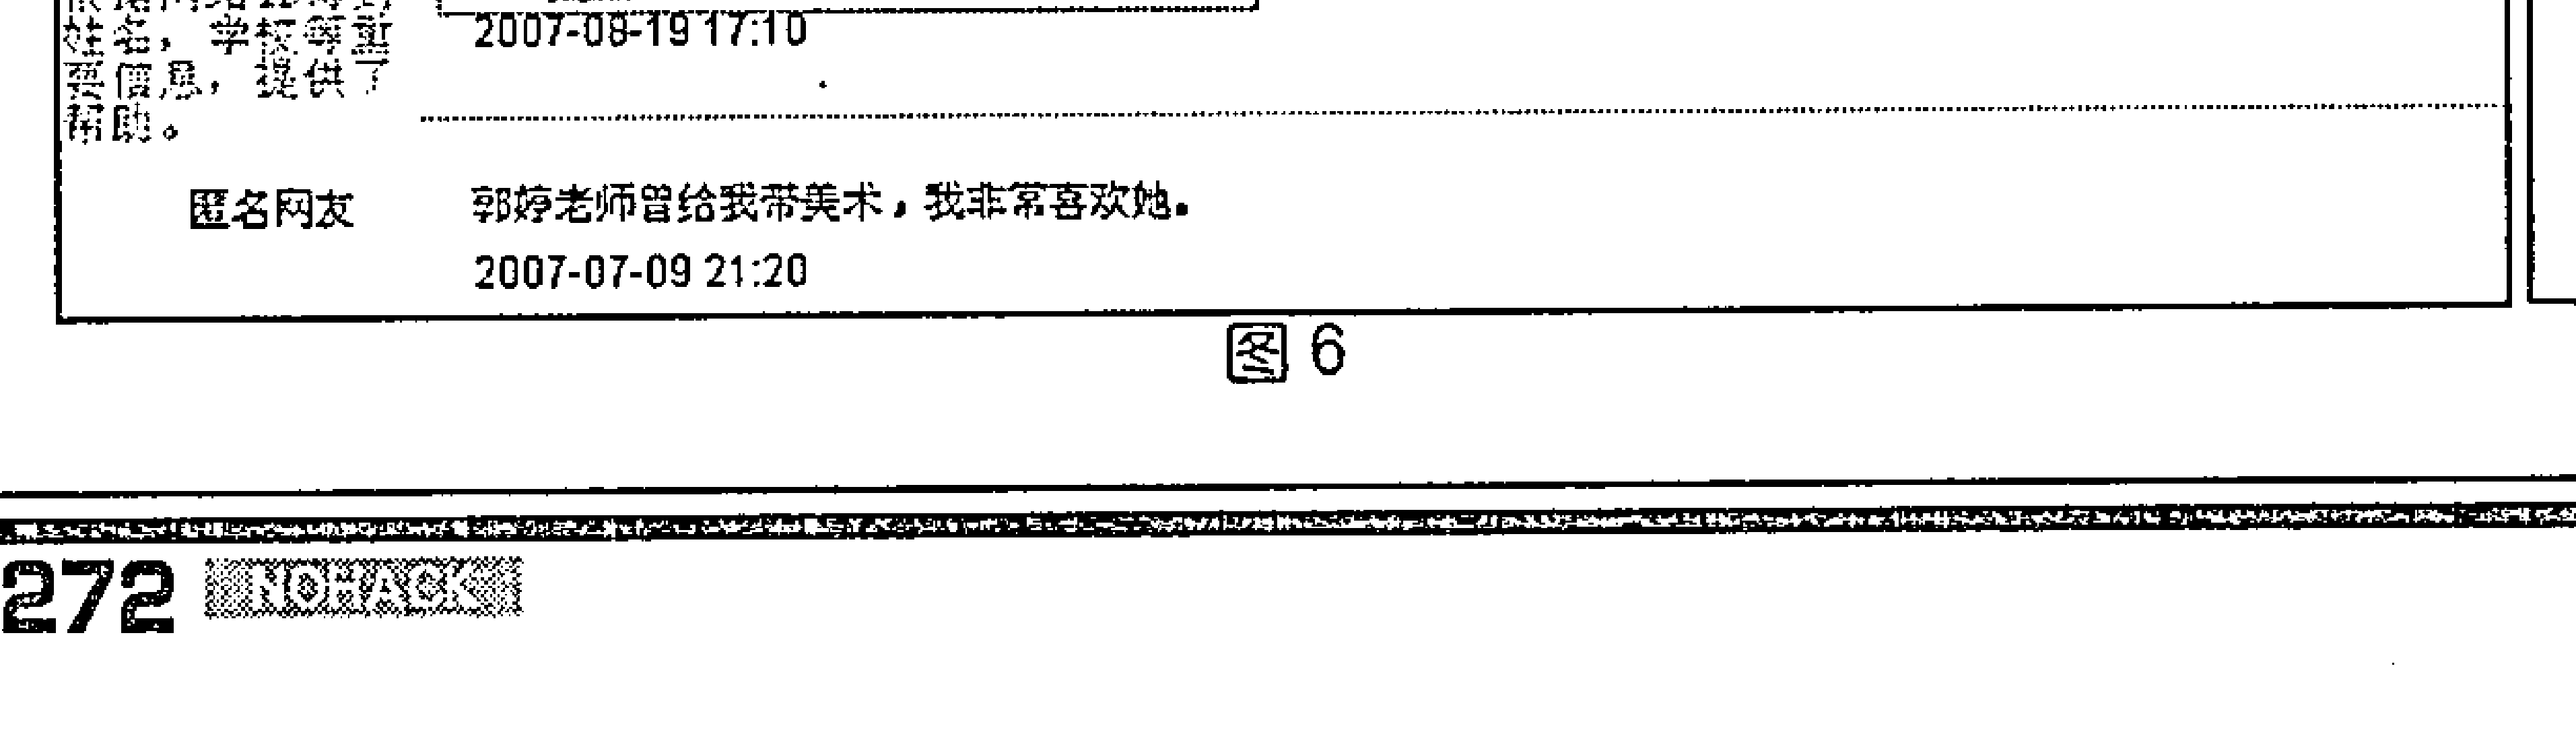 姓名，学校等重
要信息，提供了
帮助。
2007-08-19 17:10
匿名网友
郭婷老师曾给我带美术，我非常喜欢她。
2007-07-09 21:20
图 6
272 NOHACK